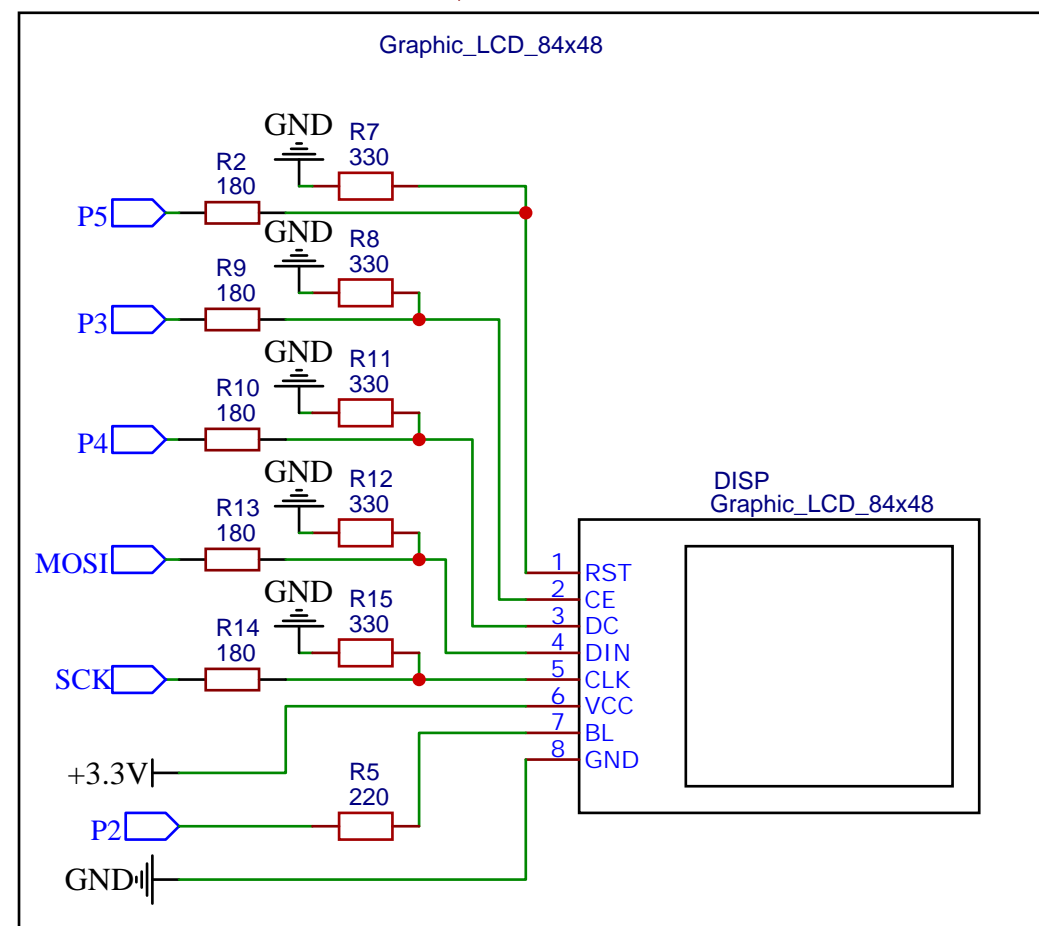 Graphic_LCD_84x48
GND
R7
330
R2
180
P5
GND
R8
330
R9
180
P3
GND
R11
330
R10
180
P4
GND
R12
330
R13
180
MOSI
GND
R15
330
R14
180
SCK
DISP
Graphic_LCD_84x48
1 RST
2 CE
3 DC
4 DIN
5 CLK
6 VCC
7 BL
8 GND
+3.3V
R5
220
P2
GND